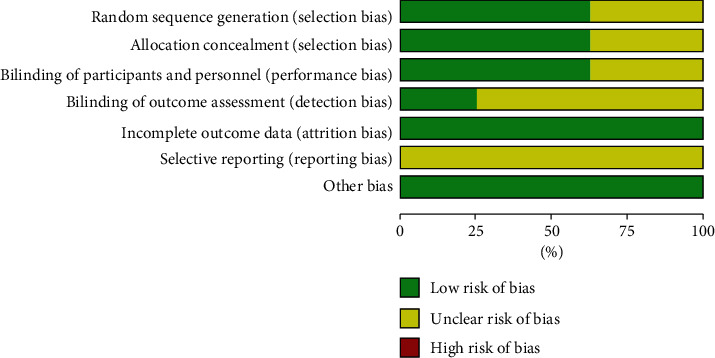 Random sequence generation (selection bias)
Allocation concealment (selection bias)
Bilinding of participants and personnel (performance bias)
Bilinding of outcome assessment (detection bias)
Incomplete outcome data (attrition bias)
Selective reporting (reporting bias)
Other bias
0 25 50 75 100
(%)
Low risk of bias
Unclear risk of bias
High risk of bias